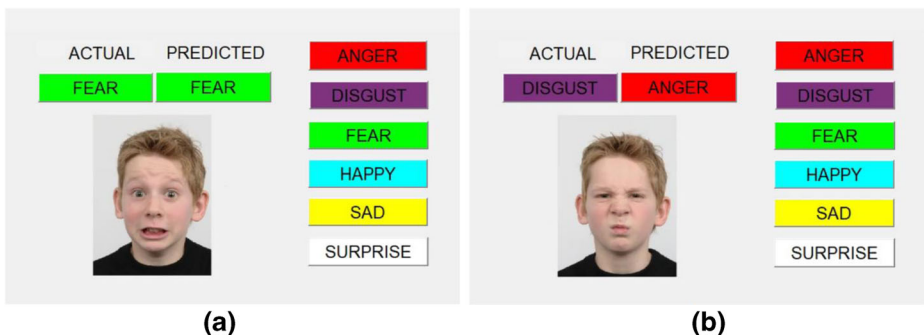 ACTUAL PREDICTED
FEAR FEAR
ANGER
DISGUST
FEAR
HAPPY
SAD
SURPRISE
(a)
ACTUAL PREDICTED
DISGUST ANGER
ANGER
DISGUST
FEAR
HAPPY
SAD
SURPRISE
(b)